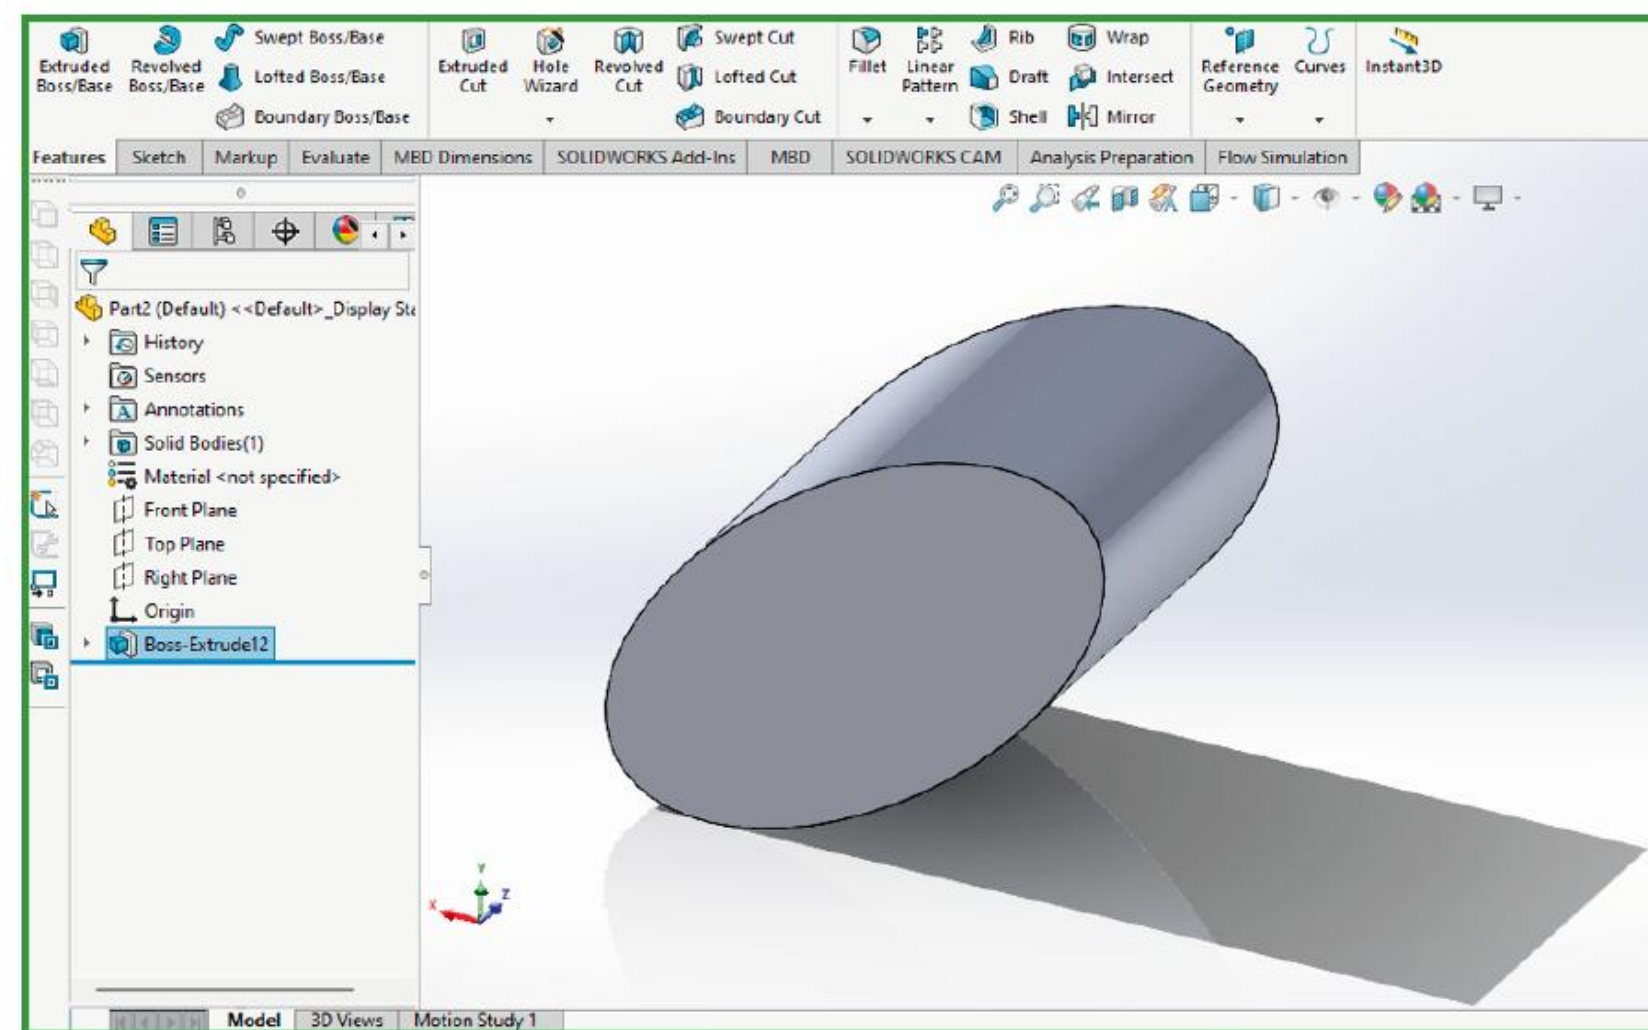 Extruded Boss/Base
Revolved Boss/Base
Swept Boss/Base
Lofted Boss/Base
Boundary Boss/Base
Extruded Cut
Hole Wizard
Revolved Cut
Swept Cut
Lofted Cut
Boundary Cut
Fillet
Linear Pattern
Rib
Draft
Shell
Wrap
Intersect
Mirror
Reference Geometry
Curves
Instant3D
Features Sketch Markup Evaluate MBD Dimensions SOLIDWORKS Add-Ins MBD SOLIDWORKS CAM Analysis Preparation Flow Simulation
Part2 (Default) <<Default>_Display Sta
History
Sensors
A Annotations
Solid Bodies(1)
Material <not specified>
Front Plane
Top Plane
Right Plane
Origin
Boss-Extrude12
Y
X Z
Model 3D Views Motion Study 1